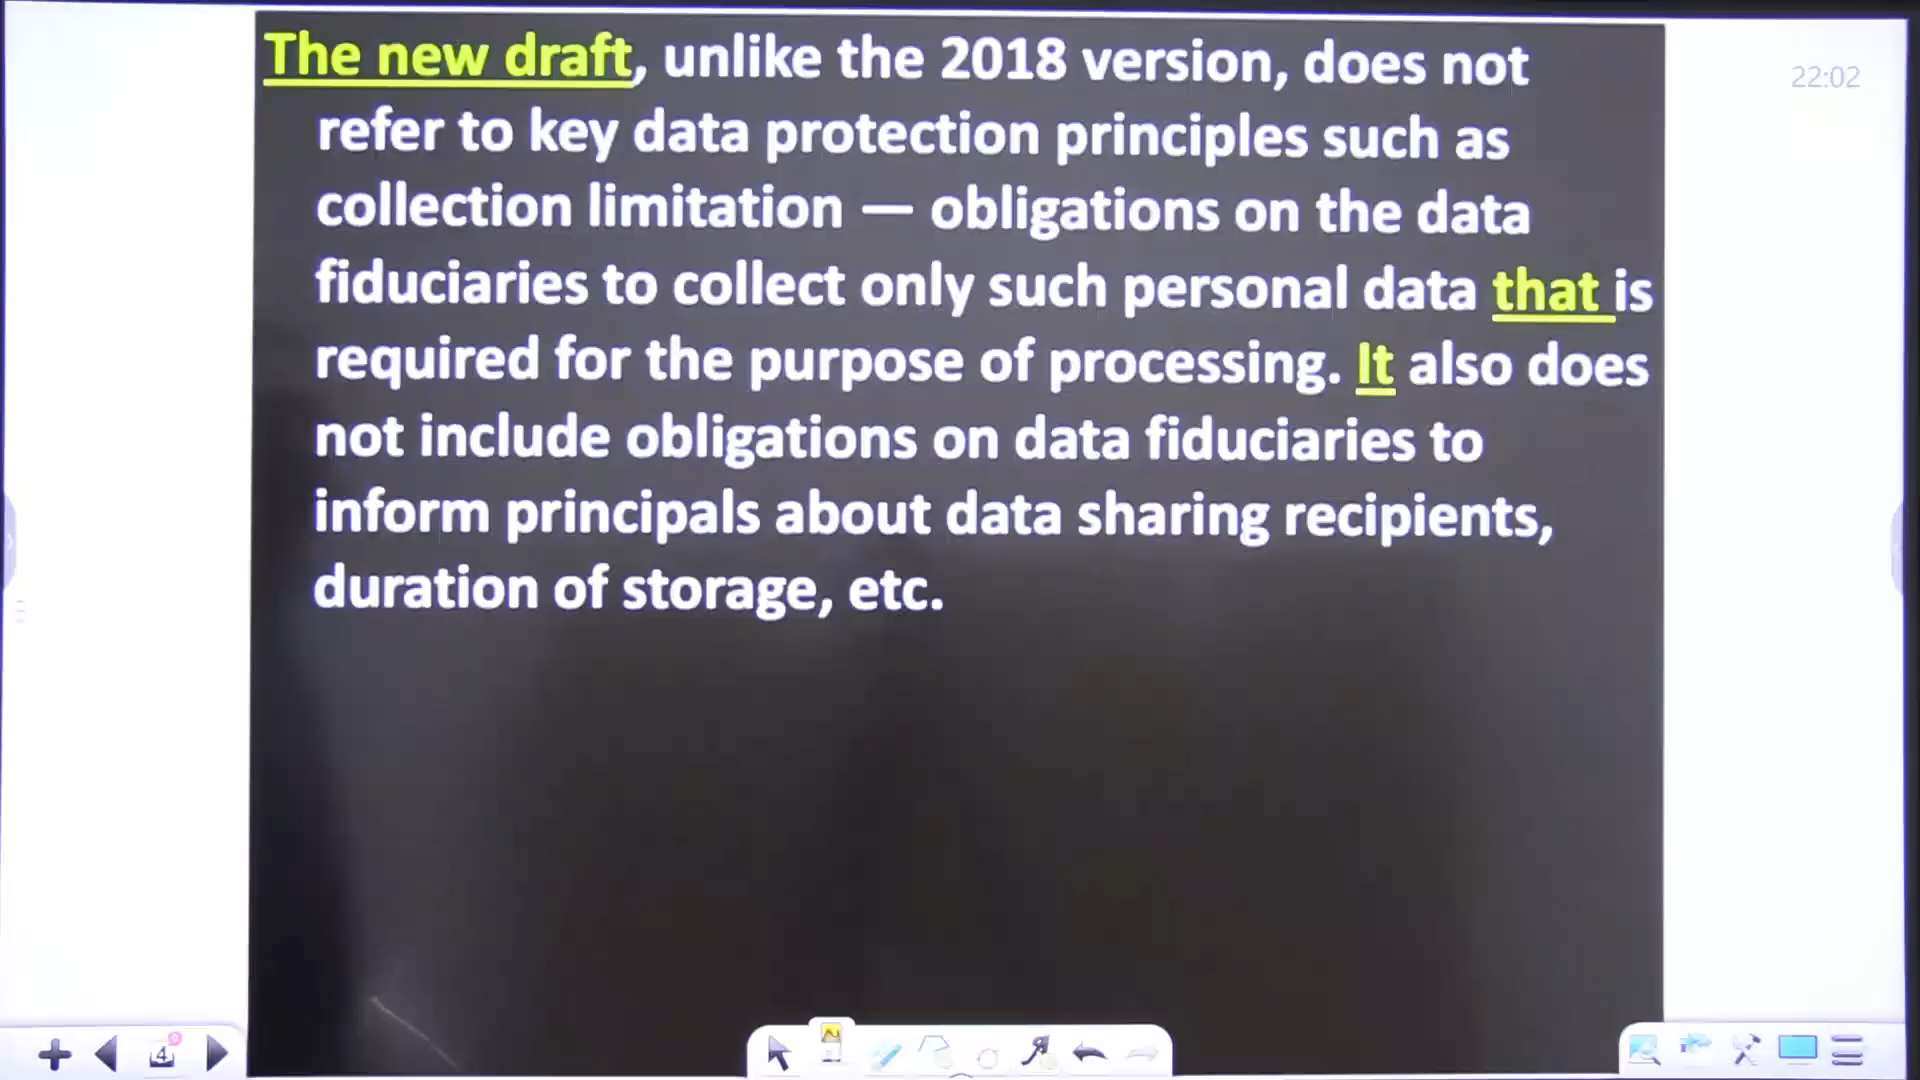 The new draft, unlike the 2018 version, does not
refer to key data protection principles such as
collection limitation — obligations on the data
fiduciaries to collect only such personal data that is
required for the purpose of processing. It also does
not include obligations on data fiduciaries to
inform principals about data sharing recipients,
duration of storage, etc.
22:02
4